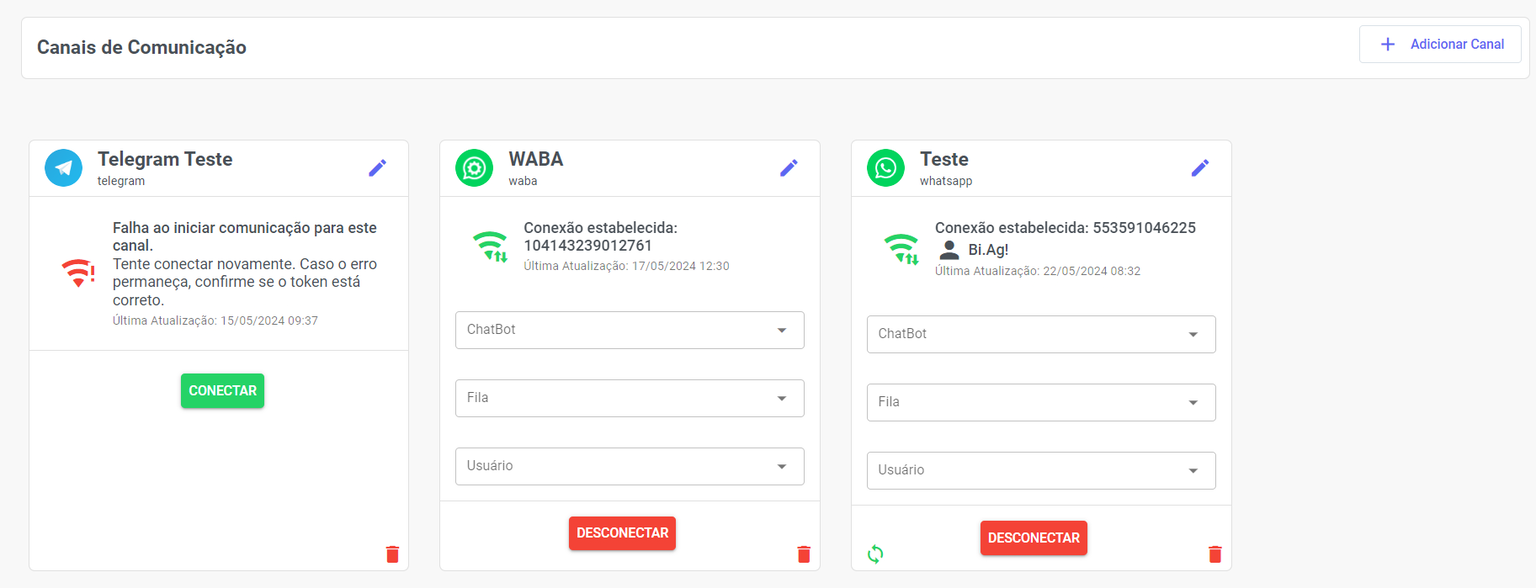 Canais de Comunicação
Adicionar Canal
Telegram Teste
telegram
Falha ao iniciar comunicação para este
canal.
Tente conectar novamente. Caso o erro
permaneça, confirme se o token está
correto.
Última Atualização: 15/05/2024 09:37
CONECTAR
WABA
waba
Conexão estabelecida:
104143239012761
Última Atualização: 17/05/2024 12:30
ChatBot
Fila
Usuário
DESCONECTAR
Teste
whatsapp
Conexão estabelecida: 553591046225
Bi.Ag!
Última Atualização: 22/05/2024 08:32
ChatBot
Fila
Usuário
DESCONECTAR